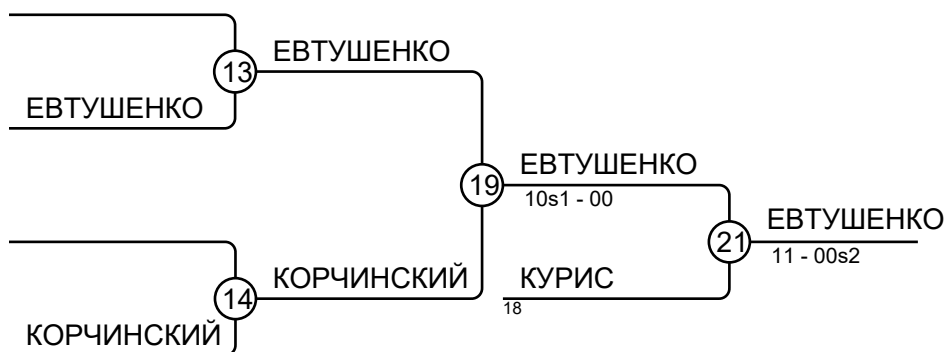 ЕВТУШЕНКО
13
ЕВТУШЕНКО
ЕВТУШЕНКО
19
10s1 - 00
ЕВТУШЕНКО
21
11 - 00s2
КОРЧИНСКИЙ
КУРИС
14
18
КОРЧИНСКИЙ